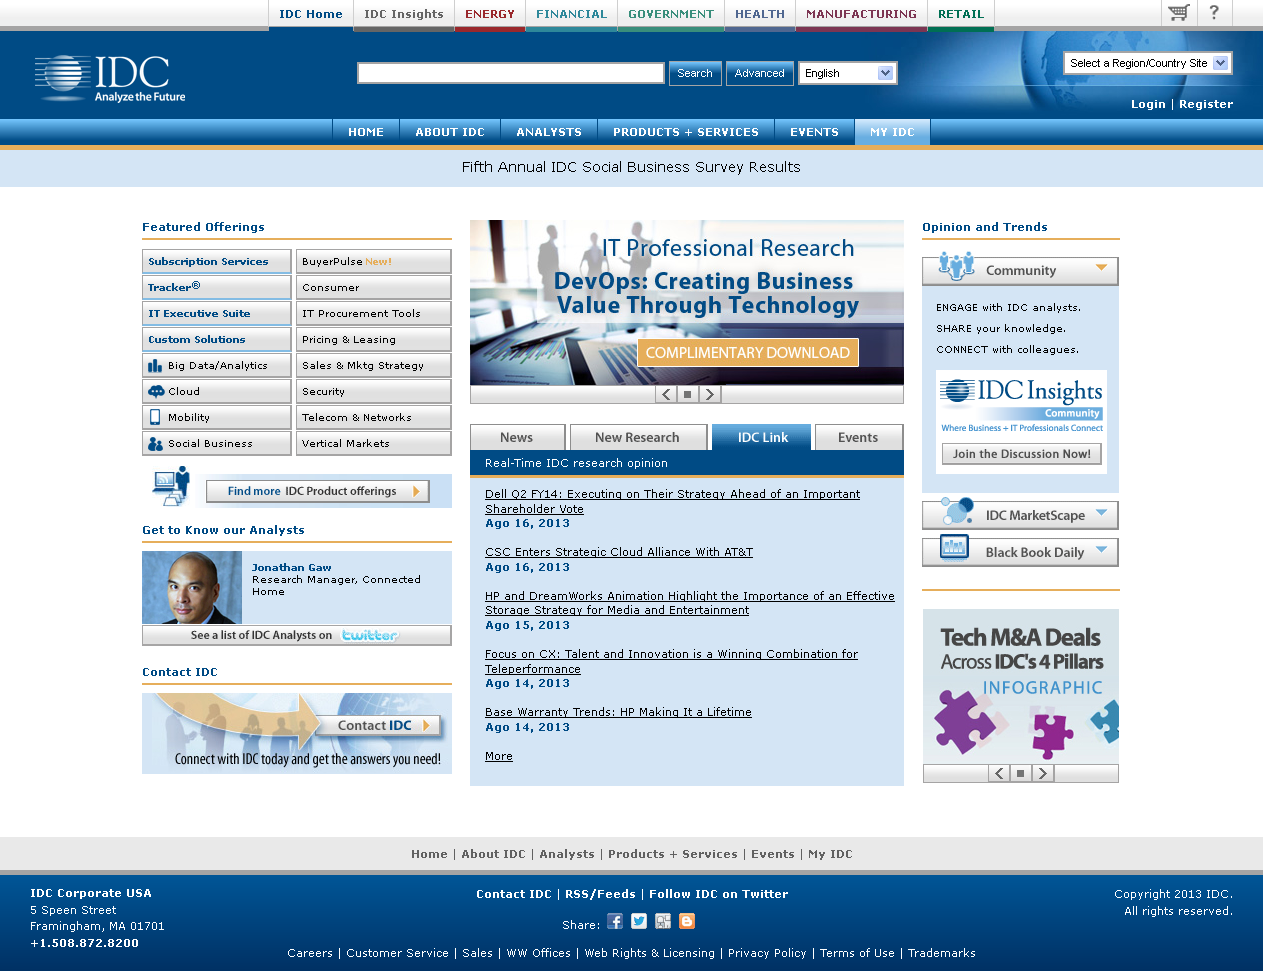 IDC Home
IDC Insights
ENERGY
FINANCIAL
GOVERNMENT
HEALTH
MANUFACTURING
RETAIL
?
IDC
Analyze the Future
Search
Advanced
English
Select a Region/Country Site
Login | Register
HOME
ABOUT IDC
ANALYSTS
PRODUCTS + SERVICES
EVENTS
MY IDC
Fifth Annual IDC Social Business Survey Results
Featured Offerings
Subscription Services
BuyerPulse New!
Tracker®
Consumer
IT Executive Suite
IT Procurement Tools
Custom Solutions
Pricing & Leasing
Big Data/Analytics
Sales & Mktg Strategy
Cloud
Security
Mobility
Telecom & Networks
Social Business
Vertical Markets
Find more IDC Product offerings
Get to Know our Analysts
Jonathan Gaw
Research Manager, Connected
Home
See a list of IDC Analysts on twitter
Contact IDC
Contact IDC
Connect with IDC today and get the answers you need!
IT Professional Research
DevOps: Creating Business
Value Through Technology
COMPLIMENTARY DOWNLOAD
News
New Research
IDC Link
Events
Real-Time IDC research opinion
Dell Q2 FY14: Executing on Their Strategy Ahead of an Important
Shareholder Vote
Ago 16, 2013
CSC Enters Strategic Cloud Alliance With AT&T
Ago 16, 2013
HP and DreamWorks Animation Highlight the Importance of an Effective
Storage Strategy for Media and Entertainment
Ago 15, 2013
Focus on CX: Talent and Innovation is a Winning Combination for
Teleperformance
Ago 14, 2013
Base Warranty Trends: HP Making It a Lifetime
Ago 14, 2013
More
Opinion and Trends
Community
ENGAGE with IDC analysts.
SHARE your knowledge.
CONNECT with colleagues.
IDC Insights
Community
Where Business + IT Professionals Connect
Join the Discussion Now!
IDC MarketScape
Black Book Daily
Tech M&A Deals
Across IDC's 4 Pillars
INFOGRAPHIC
Home | About IDC | Analysts | Products + Services | Events | My IDC
IDC Corporate USA
5 Speen Street
Framingham, MA 01701
+1.508.872.8200
Contact IDC | RSS/Feeds | Follow IDC on Twitter
Share:
Careers | Customer Service | Sales | WW Offices | Web Rights & Licensing | Privacy Policy | Terms of Use | Trademarks
Copyright 2013 IDC.
All rights reserved.